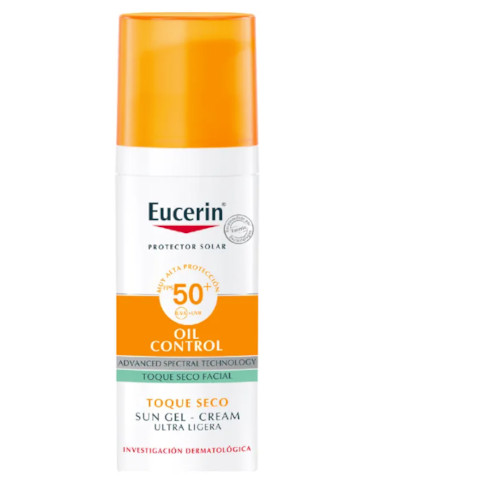 Eucerin®
PROTECTOR SOLAR
MUY ALTA PROTECCIÓN
50+
OIL
CONTROL
ADVANCED SPECTRAL TECHNOLOGY
TOQUE SECO FACIAL
TOQUE SECO
SUN GEL - CREAM
ULTRA LIGERA
INVESTIGACIÓN DERMATOLÓGICA